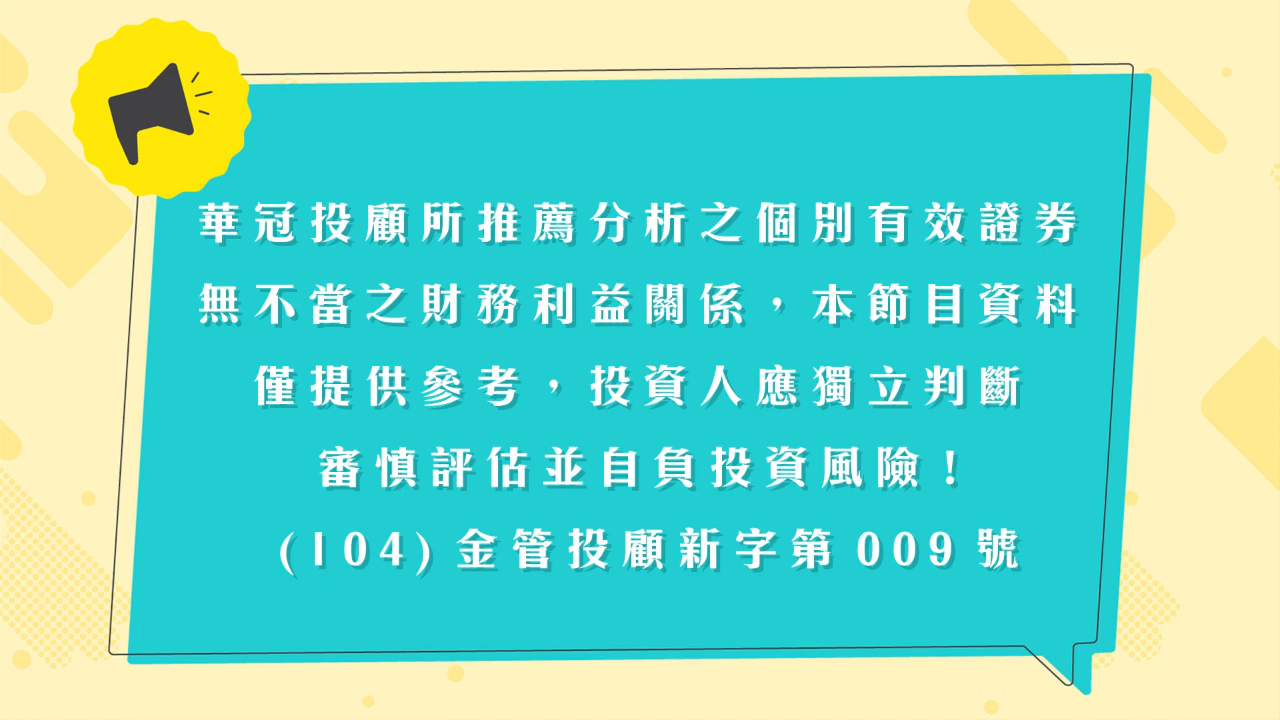 華冠投顧所推薦分析之個別有效證券
無不當之財務利益關係，本節目資料
僅提供參考，投資人應獨立判斷
審慎評估並自負投資風險！
(104) 金管投顧新字第 009 號